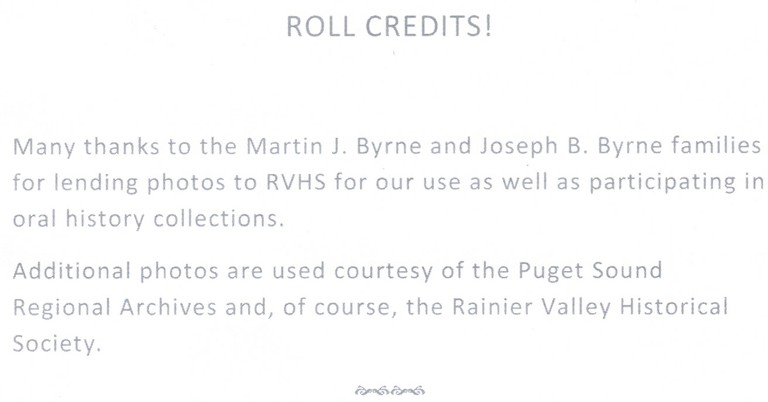 ROLL CREDITS!
Many thanks to the Martin J. Byrne and Joseph B. Byrne families
for lending photos to RVHS for our use as well as participating in
oral history collections.
Additional photos are used courtesy of the Puget Sound
Regional Archives and, of course, the Rainier Valley Historical
Society.